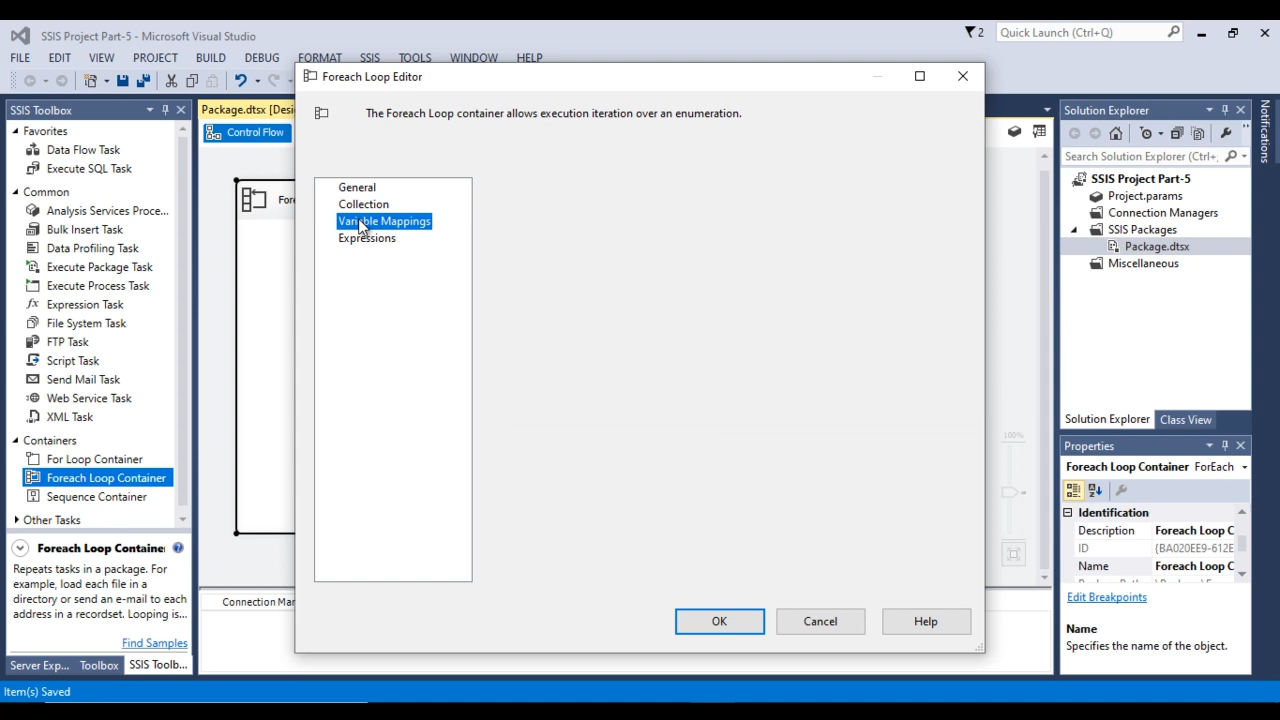 SSIS Project Part-5 - Microsoft Visual Studio
2
Quick Launch (Ctrl+Q)
FILE EDIT VIEW PROJECT BUILD DEBUG FORMAT SSIS TOOLS WINDOW HELP
SSIS Toolbox
Favorites
Data Flow Task
Execute SQL Task
Common
Analysis Services Proce...
Bulk Insert Task
Data Profiling Task
Execute Package Task
Execute Process Task
Expression Task
File System Task
FTP Task
Script Task
Send Mail Task
Web Service Task
XML Task
Containers
For Loop Container
Foreach Loop Container
Sequence Container
Other Tasks
Foreach Loop Container
Repeats tasks in a package. For
example, load each file in a
directory or send an e-mail to each
address in a recordset. Looping is...
Find Samples
Server Exp... Toolbox SSIS Toolb...
Item(s) Saved
Package.dtsx [Desi
Control Flow
Fore
Connection Mar
100%
Foreach Loop Editor
The Foreach Loop container allows execution iteration over an enumeration.
General
Collection
Variable Mappings
Expressions
OK Cancel Help
Solution Explorer
Search Solution Explorer (Ctrl+;
SSIS Project Part-5
Project.params
Connection Managers
SSIS Packages
Package.dtsx
Miscellaneous
Solution Explorer Class View
Properties
Foreach Loop Container ForEach
Identification
Description Foreach Loop C
ID {BA020EE9-612E
Name Foreach Loop C
Edit Breakpoints
Name
Specifies the name of the object.
Notifications